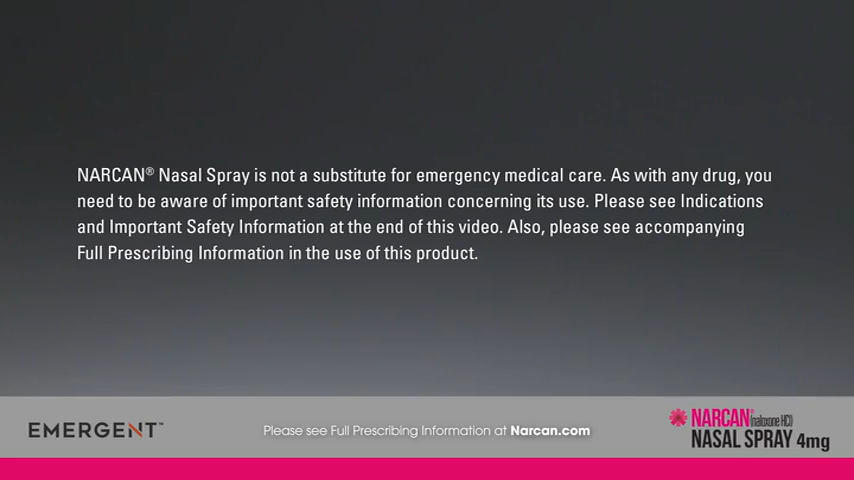 NARCAN® Nasal Spray is not a substitute for emergency medical care. As with any drug, you
need to be aware of important safety information concerning its use. Please see Indications
and Important Safety Information at the end of this video. Also, please see accompanying
Full Prescribing Information in the use of this product.
EMERGENT™
Please see Full Prescribing Information at Narcan.com
NARCAN® (naloxone HCl)
NASAL SPRAY 4mg